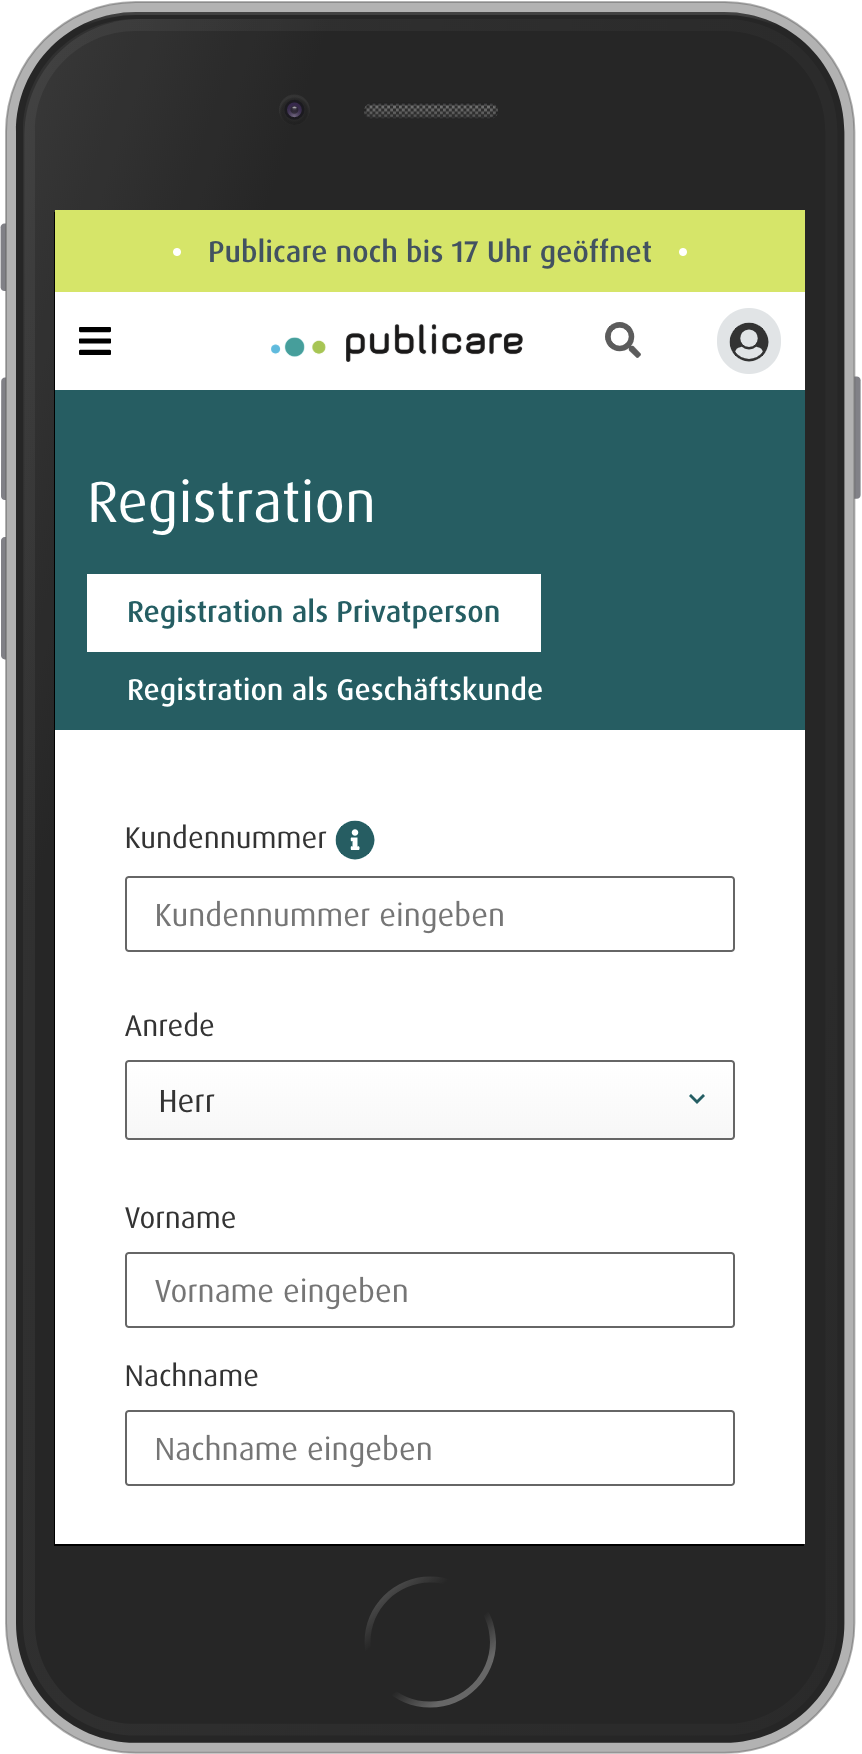 Publicare noch bis 17 Uhr geöffnet
publicare
Registration
Registration als Privatperson
Registration als Geschäftskunde
Kundennummer
Kundennummer eingeben
Anrede
Herr
Vorname
Vorname eingeben
Nachname
Nachname eingeben